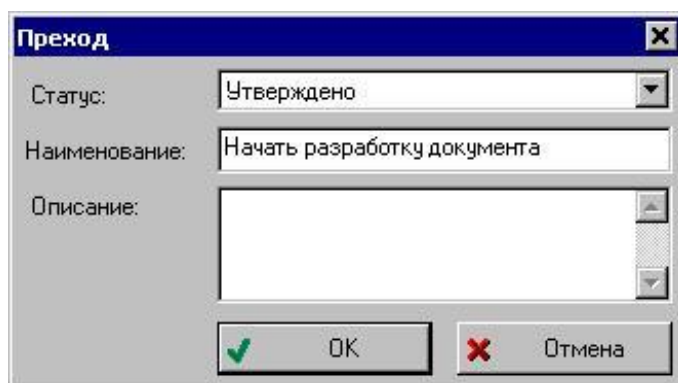 Преход
Статус: Утверждено
Наименование: Начать разработку документа
Описание:
OK Отмена